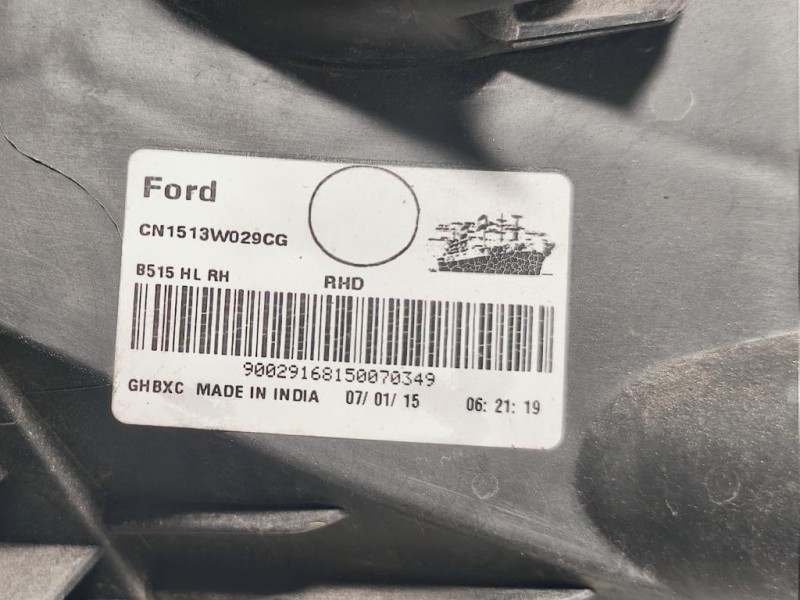 Ford
CN1513W029CG
B515 HL RH
RHD
90029168150070349
GHBXC MADE IN INDIA 07/ 01/ 15 06: 21: 19